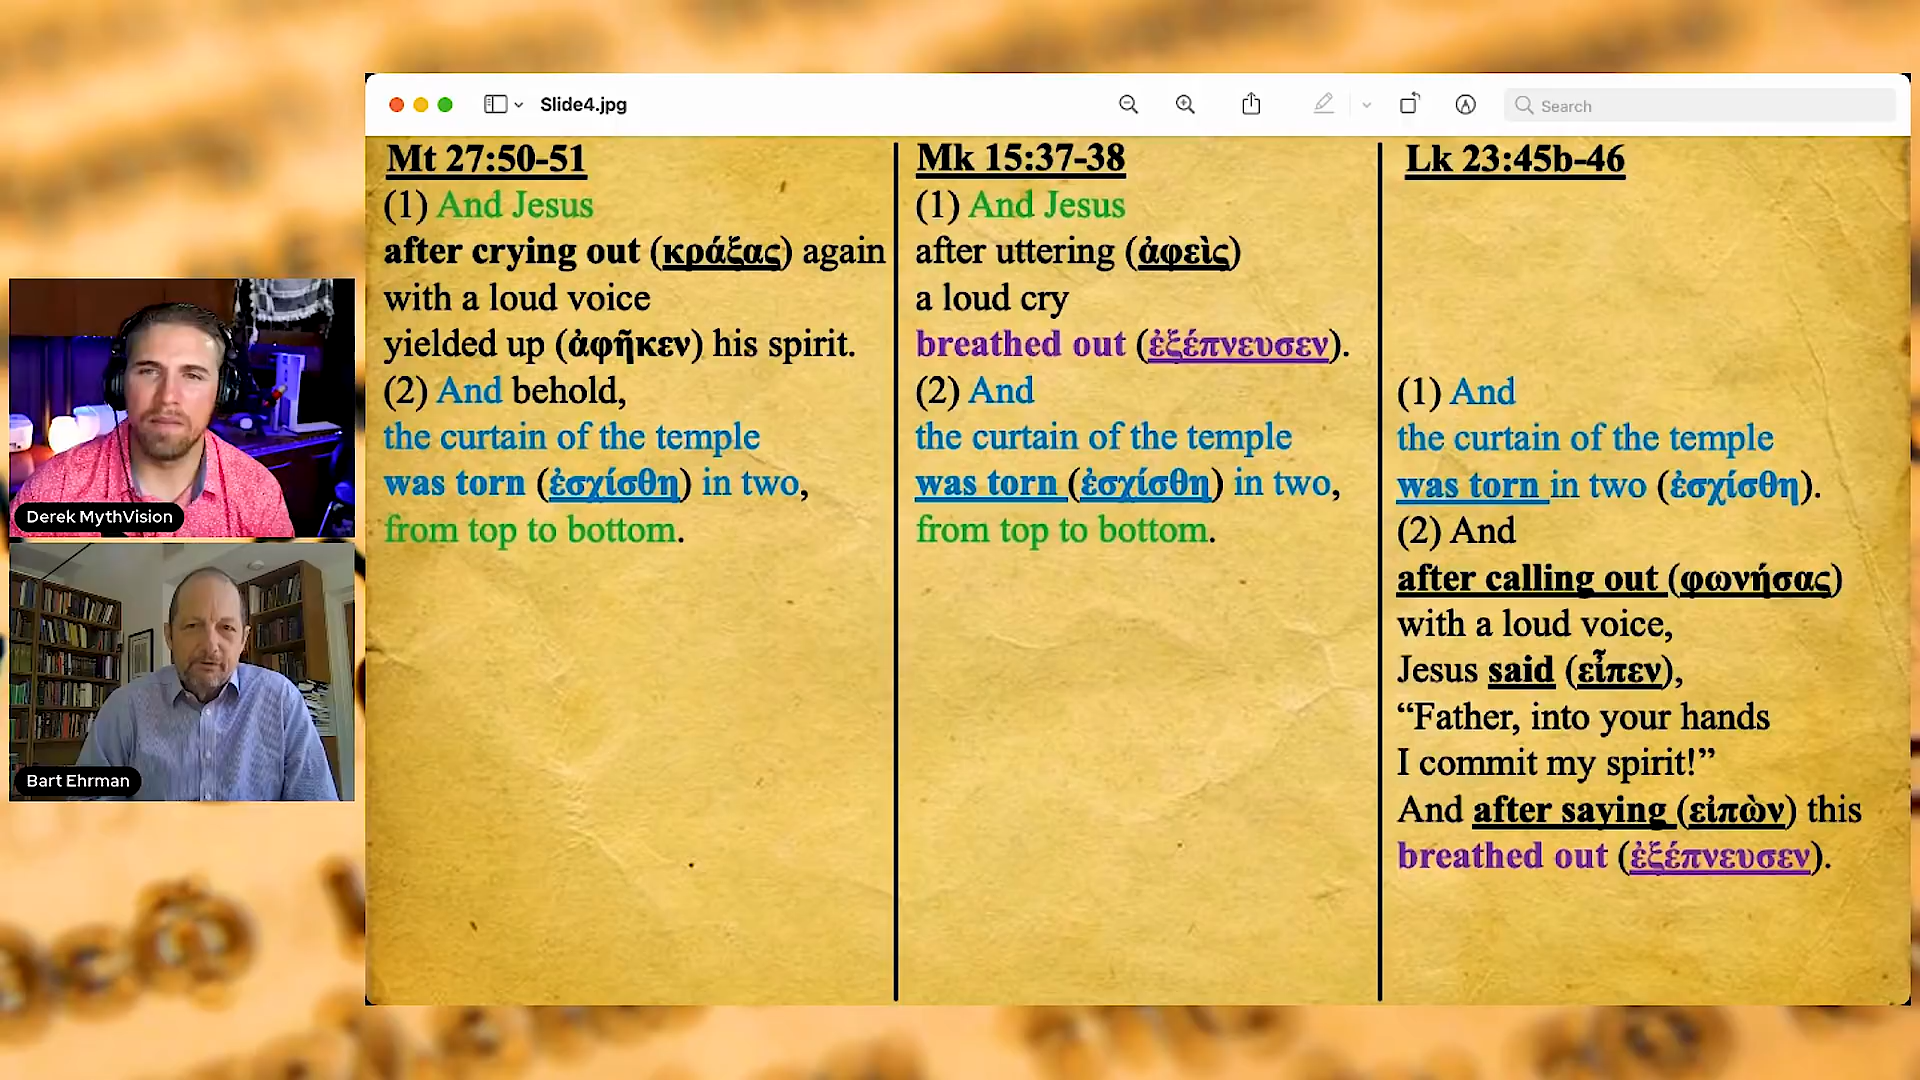 Slide4.jpg
Search
Mt 27:50-51
(1) And Jesus
after crying out (κράξας) again
with a loud voice
yielded up (ἀφῆκεν) his spirit.
(2) And behold,
the curtain of the temple
was torn (ἐσχίσθη) in two,
from top to bottom.
Mk 15:37-38
(1) And Jesus
after uttering (ἀφεὶς)
a loud cry
breathed out (ἐξέπνευσεν).
(2) And
the curtain of the temple
was torn (ἐσχίσθη) in two,
from top to bottom.
Lk 23:45b-46
(1) And
the curtain of the temple
was torn in two (ἐσχίσθη).
(2) And
after calling out (φωνήσας)
with a loud voice,
Jesus said (εἶπεν),
“Father, into your hands
I commit my spirit!”
And after saying (εἰπὼν) this
breathed out (ἐξέπνευσεν).
Derek MythVision
Bart Ehrman